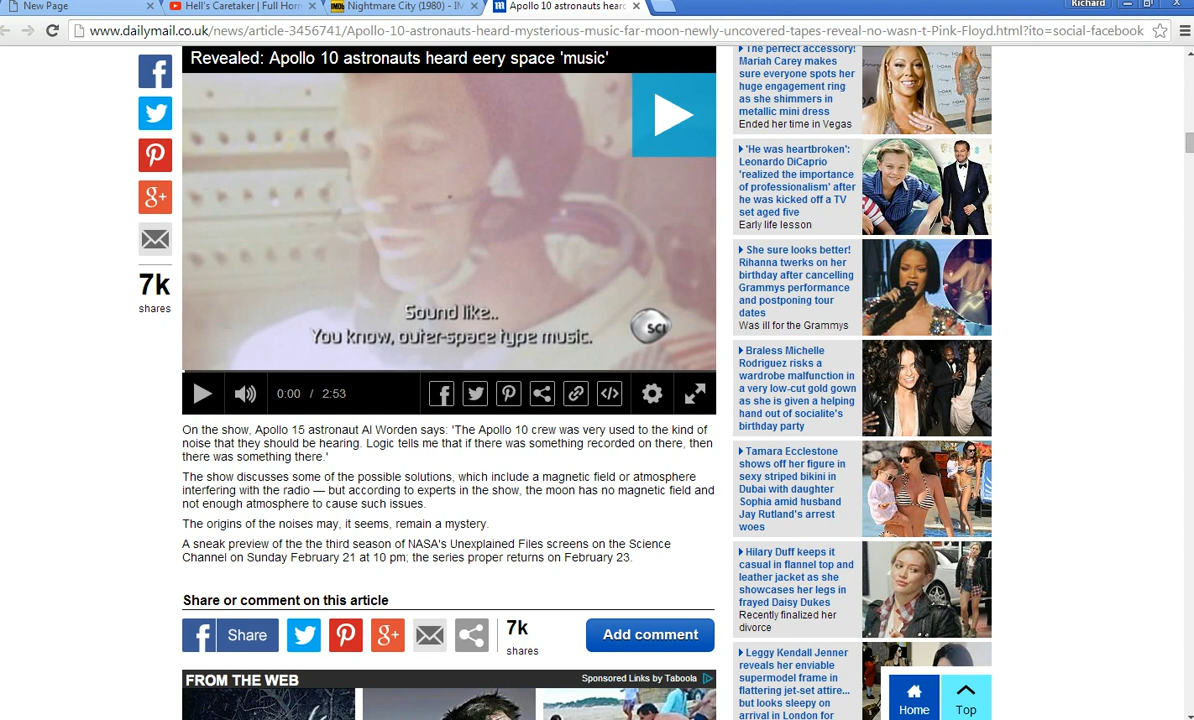 New Page
Hell's Caretaker | Full Horr
Nightmare City (1980) - IM
Apollo 10 astronauts hearc
Richard
www.dailymail.co.uk/news/article-3456741/Apollo-10-astronauts-heard-mysterious-music-far-moon-newly-uncovered-tapes-reveal-no-wasn-t-Pink-Floyd.html?ito=social-facebook
Revealed: Apollo 10 astronauts heard eery space 'music'
Sound like..
You know, outer-space type music.
SCI
7k
shares
0:00 / 2:53
On the show, Apollo 15 astronaut Al Worden says: 'The Apollo 10 crew was very used to the kind of
noise that they should be hearing. Logic tells me that if there was something recorded on there, then
there was something there.'
The show discusses some of the possible solutions, which include a magnetic field or atmosphere
interfering with the radio — but according to experts in the show, the moon has no magnetic field and
not enough atmosphere to cause such issues.
The origins of the noises may, it seems, remain a mystery.
A sneak preview of the the third season of NASA's Unexplained Files screens on the Science
Channel on Sunday February 21 at 10 pm; the series proper returns on February 23.
Share or comment on this article
Share
7k
shares
Add comment
FROM THE WEB
Sponsored Links by Taboola
The perfect accessory!
Mariah Carey makes
sure everyone spots her
huge engagement ring
as she shimmers in
metallic mini dress
Ended her time in Vegas
'He was heartbroken':
Leonardo DiCaprio
'realized the importance
of professionalism' after
he was kicked off a TV
set aged five
Early life lesson
She sure looks better!
Rihanna twerks on her
birthday after cancelling
Grammys performance
and postponing tour
dates
Was ill for the Grammys
Braless Michelle
Rodriguez risks a
wardrobe malfunction in
a very low-cut gold gown
as she is given a helping
hand out of socialite's
birthday party
Tamara Ecclestone
shows off her figure in
sexy striped bikini in
Dubai with daughter
Sophia amid husband
Jay Rutland's arrest
woes
Hilary Duff keeps it
casual in flannel top and
leather jacket as she
showcases her legs in
frayed Daisy Dukes
Recently finalized her
divorce
Leggy Kendall Jenner
reveals her enviable
supermodel frame in
flattering jet-set attire...
but looks sleepy on
arrival in London for
Home
Top